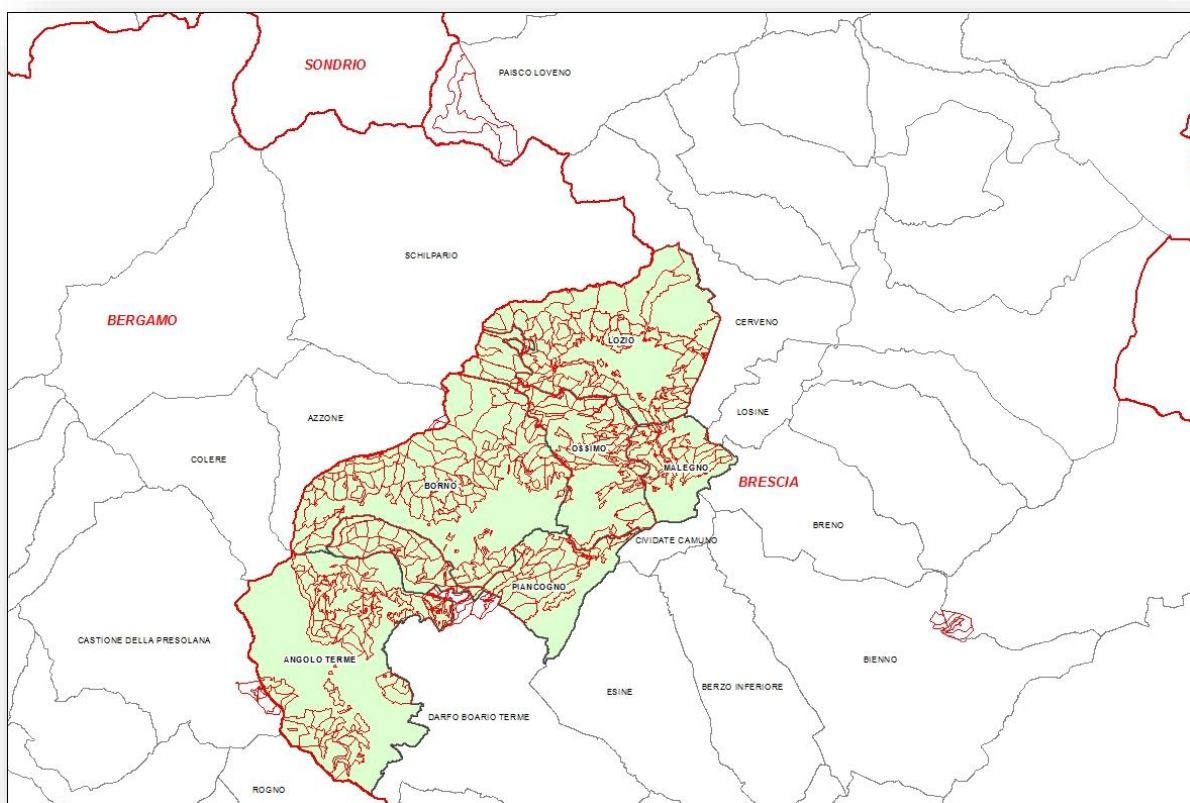 SONDRIO
PAISCO LOVENO
SCHILPARIO
BERGAMO
CERVENO
LOZIO
AZZONE
LOSINE
OSSIMO
COLERE
MALEGNO
BORNO
BRESCIA
BRENO
CIVIDATE CAMUNO
PIANCOGNO
CASTIONE DELLA PRESOLANA
ANGOLO TERME
BIENNO
ESINE
BERZO INFERIORE
DARFO BOARIO TERME
ROGNO